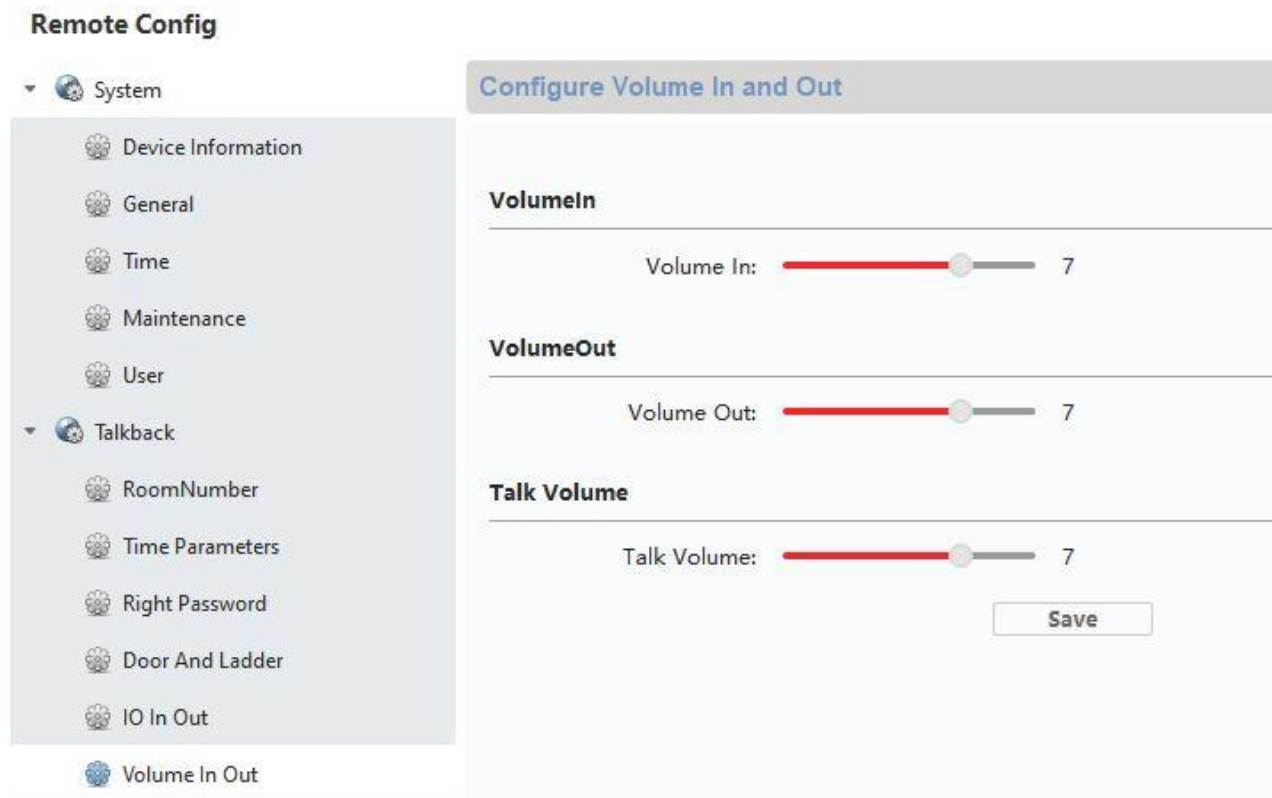 Remote Config
System
Device Information
General
Time
Maintenance
User
Talkback
RoomNumber
Time Parameters
Right Password
Door And Ladder
IO In Out
Volume In Out
Configure Volume In and Out
VolumeIn
Volume In: 7
VolumeOut
Volume Out: 7
Talk Volume
Talk Volume: 7
Save